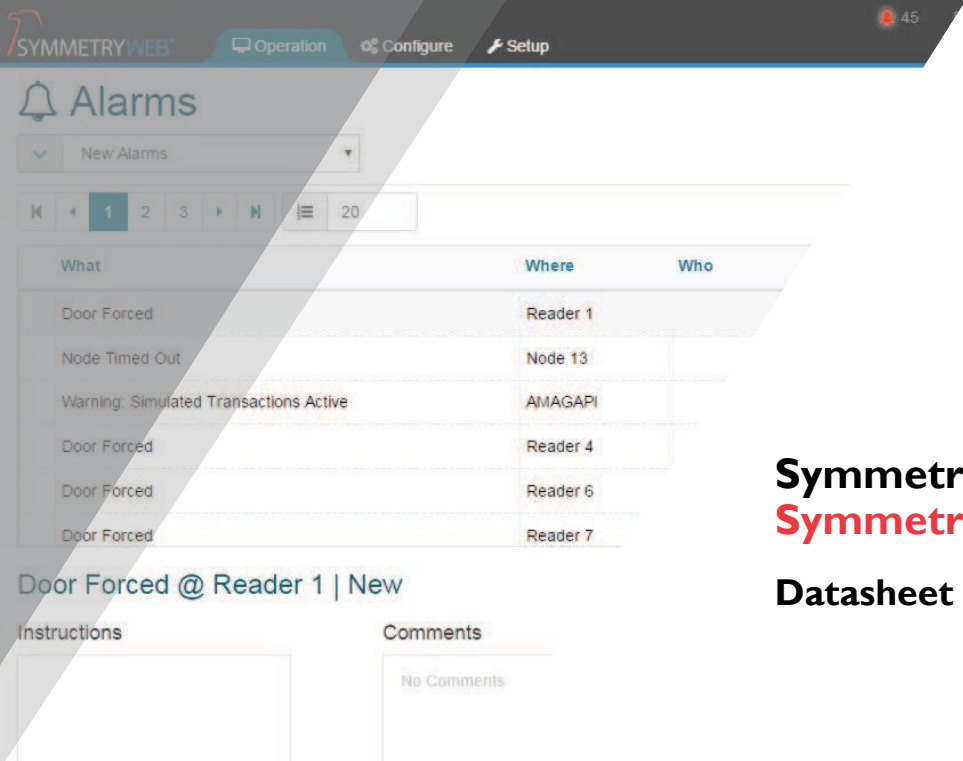 SYMMETRYWEB Operation Configure Setup 45
Alarms
New Alarms
1 2 3 20
What Where Who
Door Forced Reader 1
Node Timed Out Node 13
Warning: Simulated Transactions Active AMAGAPI
Door Forced Reader 4
Door Forced Reader 6
Door Forced Reader 7
Symmetr
Symmetr
Datasheet
Door Forced @ Reader 1 | New
Instructions Comments
No Comments